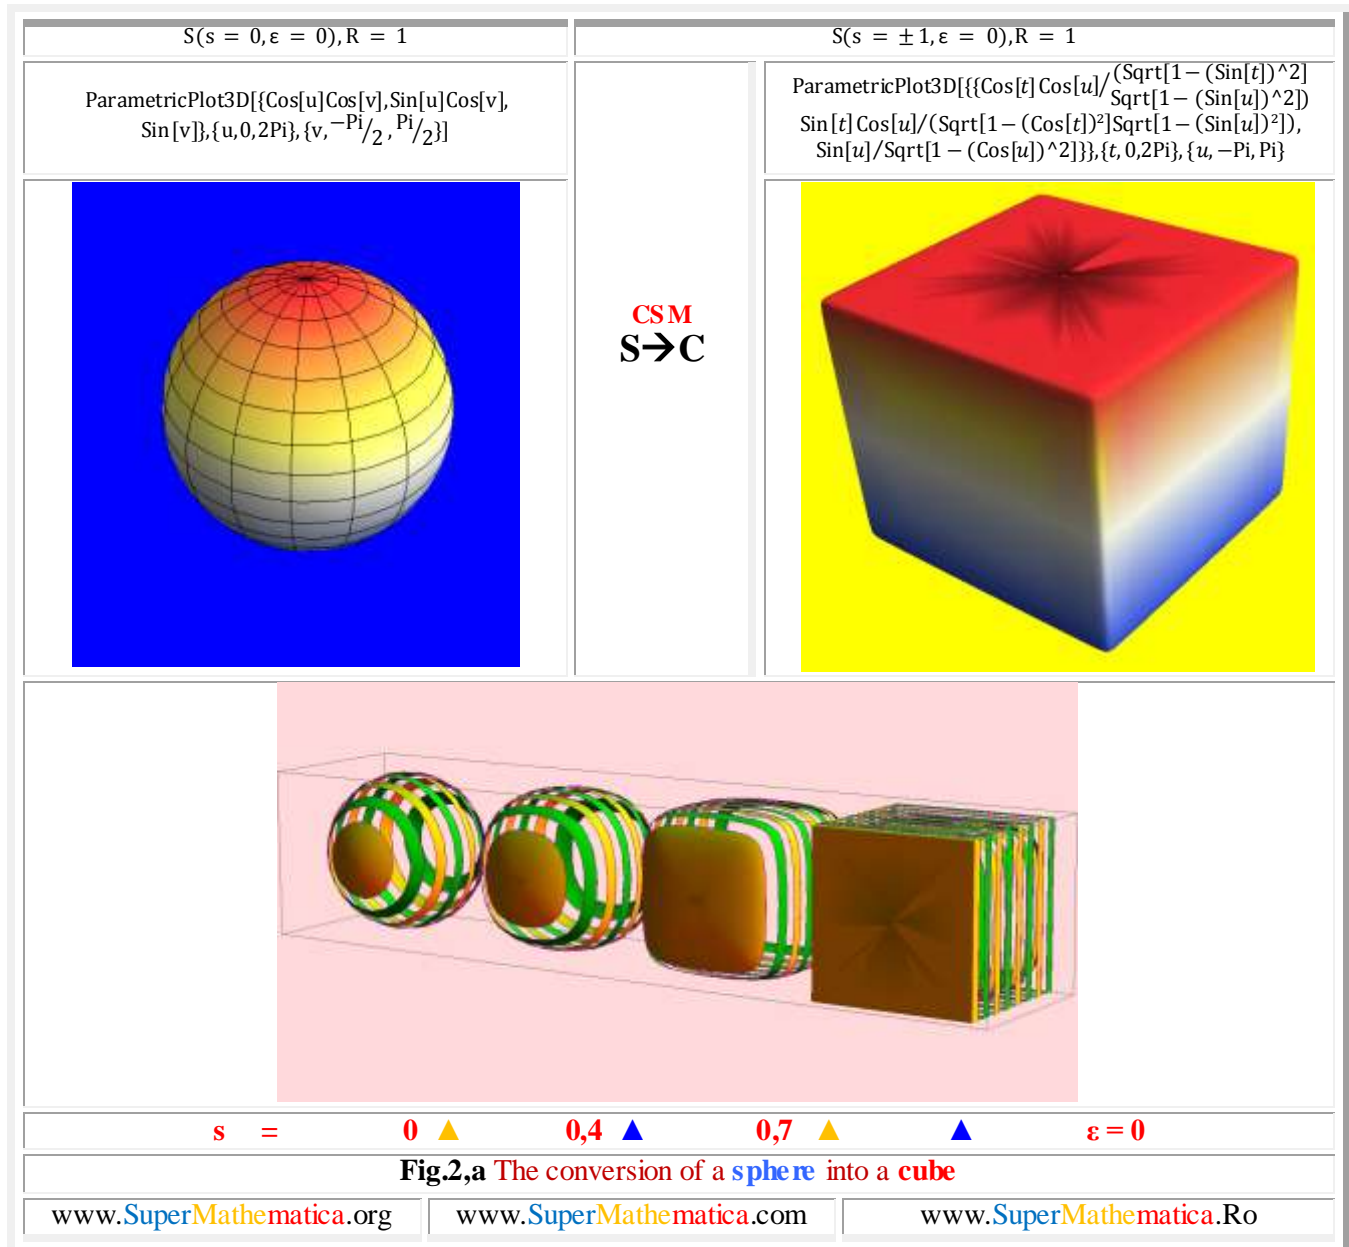 S(s = 0,ε = 0),R = 1
S(s = ±1,ε = 0),R = 1
ParametricPlot3D[{Cos[u]Cos[v],Sin[u]Cos[v],
Sin[v]},{u,0,2Pi},{v,−Pi/2,Pi/2}]
ParametricPlot3D[{{Cos[t]Cos[u]/(Sqrt[1−(Sin[t])^2]
Sqrt[1−(Sin[u])^2])
Sin[t]Cos[u]/(Sqrt[1−(Cos[t])²]Sqrt[1−(Sin[u])²]),
Sin[u]/Sqrt[1−(Cos[u])^2]}},{t,0,2Pi},{u,−Pi,Pi}
CSM
S→C
s = 0 ▲ 0,4 ▲ 0,7 ▲ ▲ ε = 0
Fig.2,a The conversion of a sphere into a cube
www.SuperMathematica.org
www.SuperMathematica.com
www.SuperMathematica.Ro